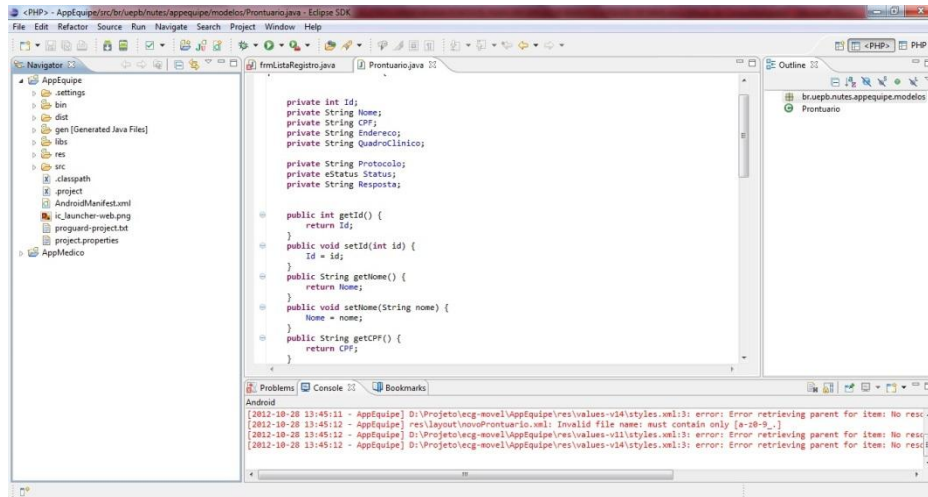 <PHP> - AppEquipe/src/br/uepb/nutes/appequipe/modelos/Prontuario.java - Eclipse SDK
File Edit Refactor Source Run Navigate Search Project Window Help
<PHP> PHP
Navigator
AppEquipe
.settings
bin
dist
gen [Generated Java Files]
libs
res
src
.classpath
.project
AndroidManifest.xml
ic_launcher-web.png
proguard-project.txt
project.properties
AppMedico
frmListaRegistro.java Prontuario.java
private int Id;
private String Nome;
private String CPF;
private String Endereco;
private String QuadroClinico;
private String Protocolo;
private eStatus Status;
private String Resposta;
public int getId() {
return Id;
}
public void setId(int id) {
Id = id;
}
public String getNome() {
return Nome;
}
public void setNome(String nome) {
Nome = nome;
}
public String getCPF() {
return CPF;
}
Outline
br.uepb.nutes.appequipe.modelos
Prontuario
Problems Console Bookmarks
Android
[2012-10-28 13:45:11 - AppEquipe] D:\Projeto\ecg-movel\AppEquipe\res\values-v14\styles.xml:3: error: Error retrieving parent for item: No resc
[2012-10-28 13:45:12 - AppEquipe] res\layout\novoProntuario.xml: Invalid file name: must contain only [a-z0-9_.]
[2012-10-28 13:45:12 - AppEquipe] D:\Projeto\ecg-movel\AppEquipe\res\values-v11\styles.xml:3: error: Error retrieving parent for item: No resc
[2012-10-28 13:45:12 - AppEquipe] D:\Projeto\ecg-movel\AppEquipe\res\values-v14\styles.xml:3: error: Error retrieving parent for item: No resc